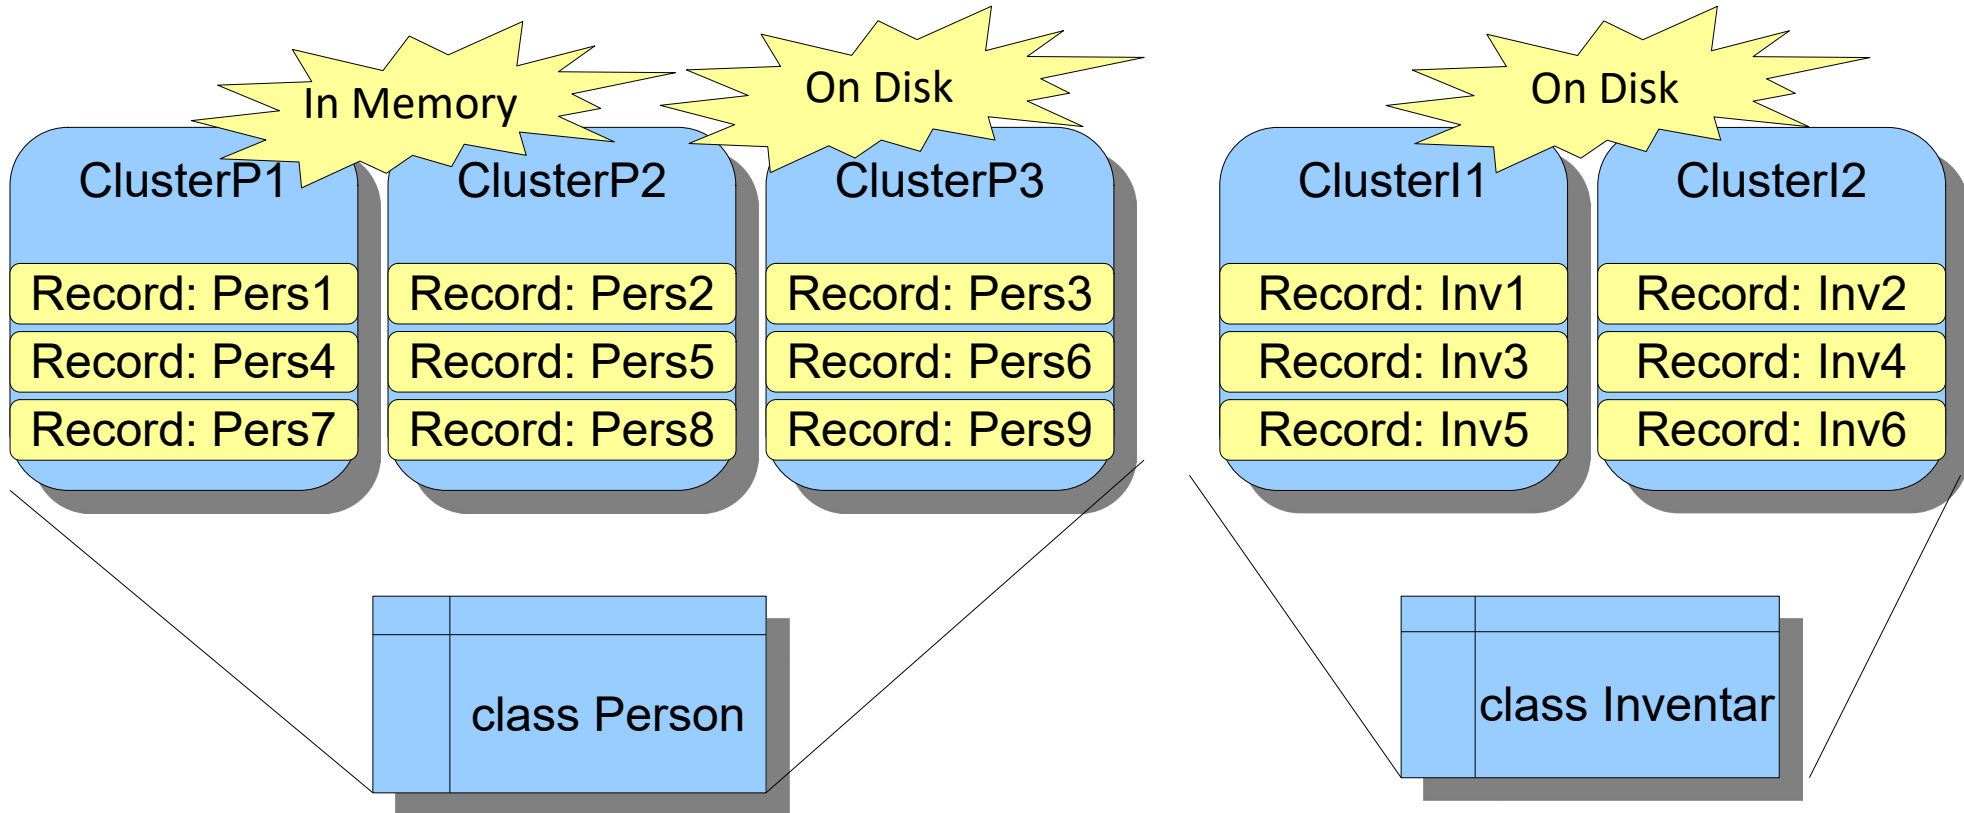 In Memory
On Disk
On Disk
ClusterP1
ClusterP2
ClusterP3
ClusterI1
ClusterI2
Record: Pers1
Record: Pers2
Record: Pers3
Record: Inv1
Record: Inv2
Record: Pers4
Record: Pers5
Record: Pers6
Record: Inv3
Record: Inv4
Record: Pers7
Record: Pers8
Record: Pers9
Record: Inv5
Record: Inv6
class Person
class Inventar